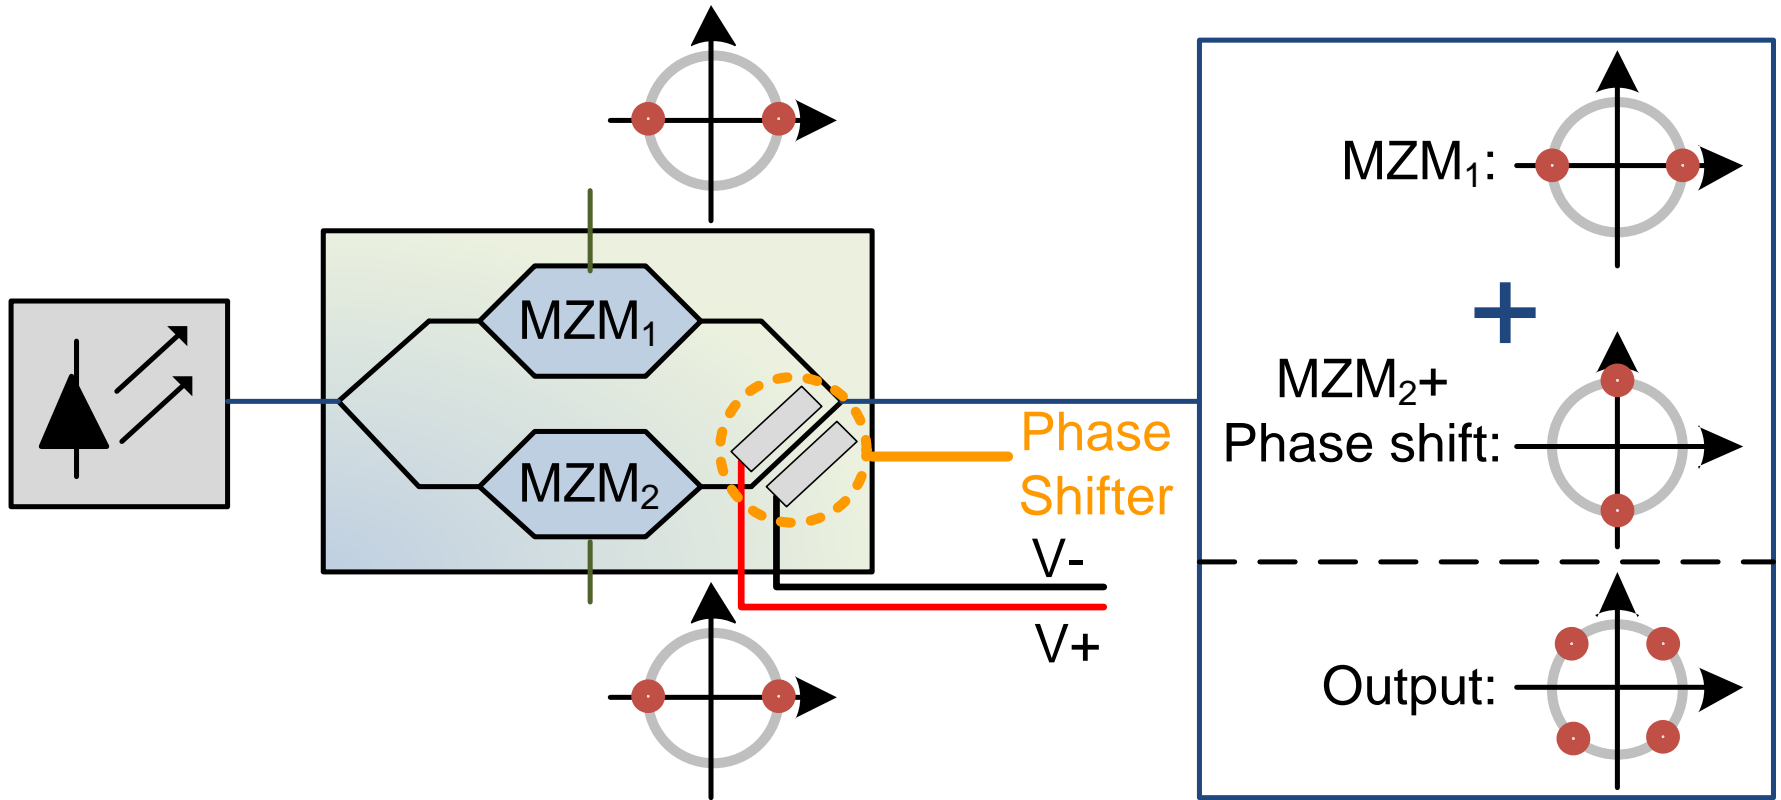 MZM₁
MZM₂
Phase
Shifter
V-
V+
MZM₁:
+
MZM₂+
Phase shift:
Output: